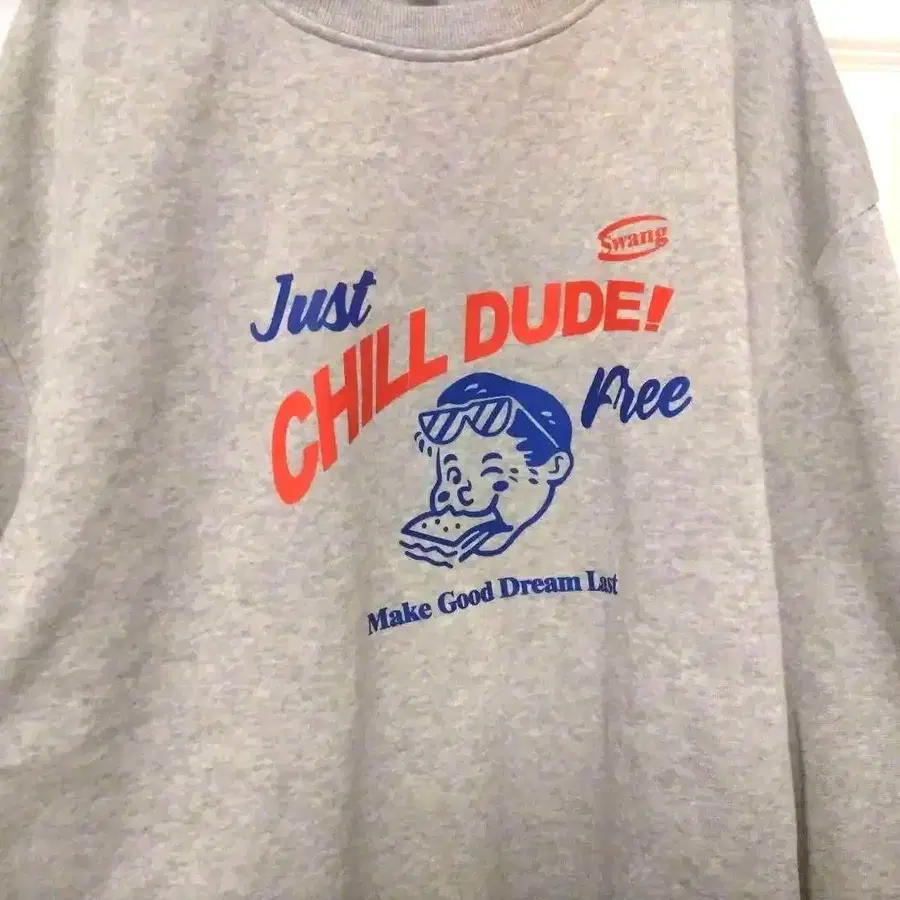 Swang
Just
CHILL DUDE!
Free
Make Good Dream Last